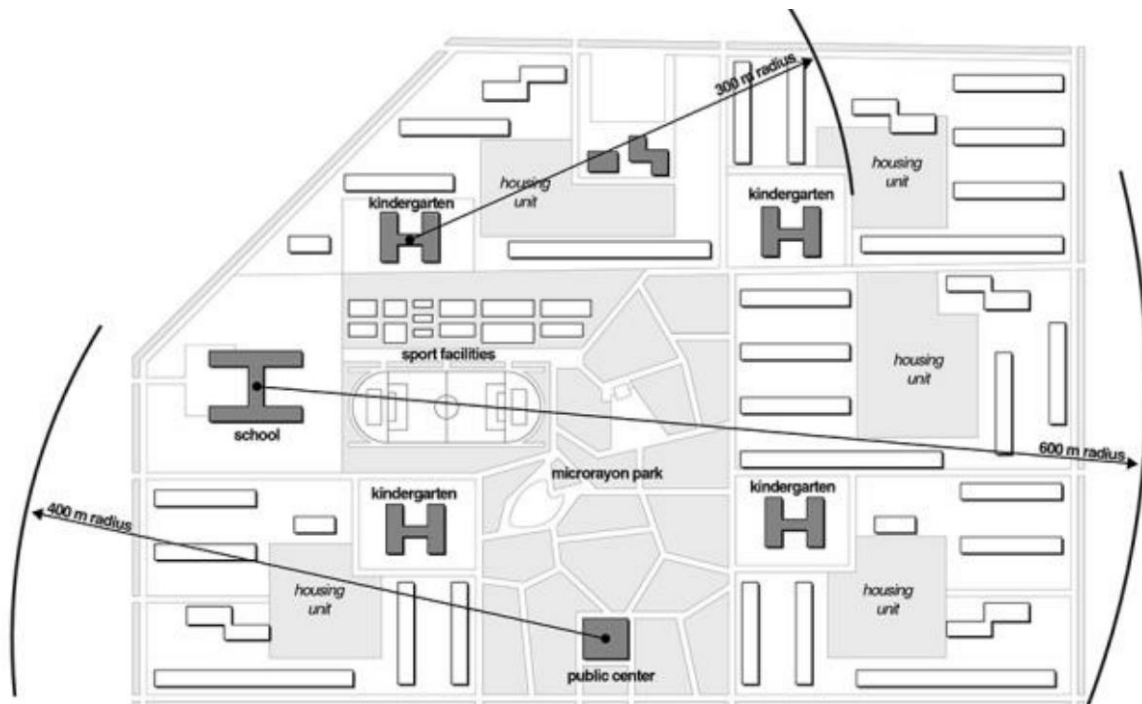 300 m radius
housing
unit
housing
unit
kindergarten
kindergarten
sport facilities
housing
unit
school
600 m radius
microrayon park
kindergarten
kindergarten
400 m radius
housing
unit
housing
unit
public center